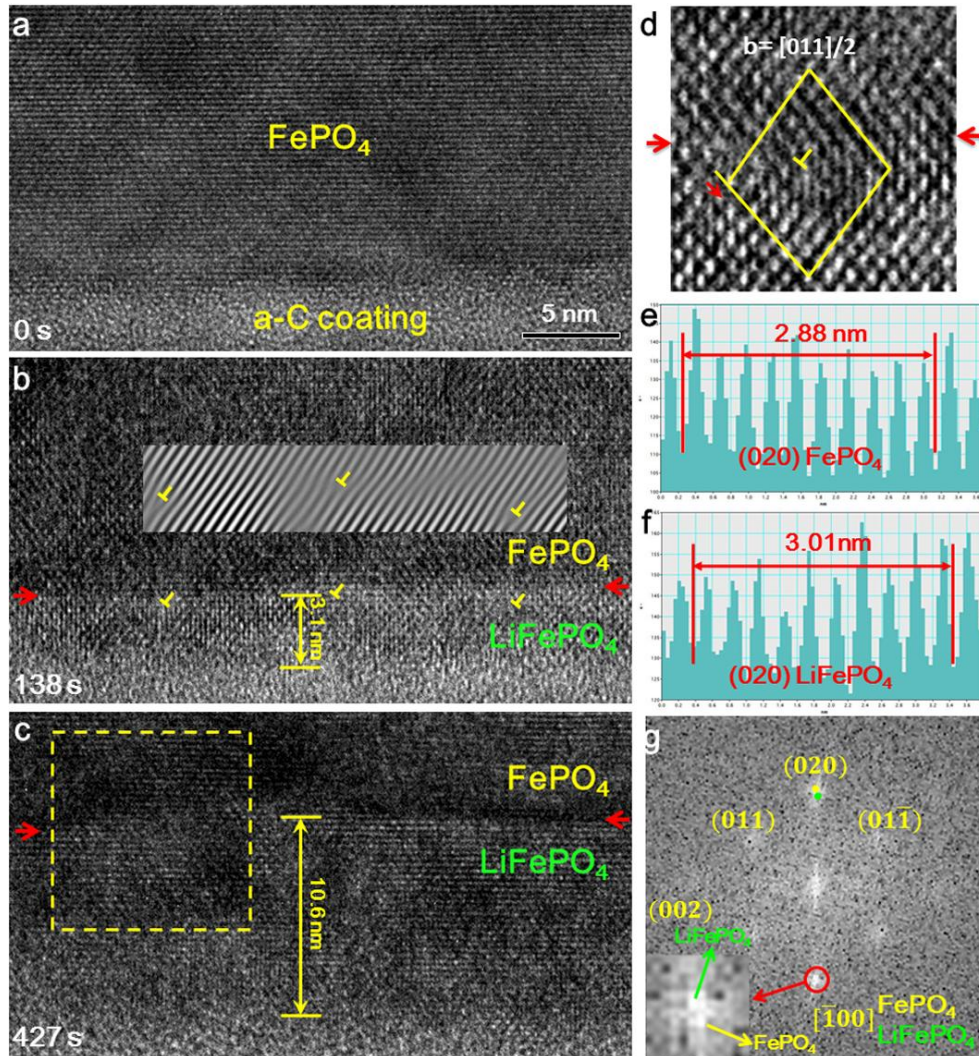 a
FePO₄
a-C coating
0 s
5 nm
b
FePO₄
3.1 nm
LiFePO₄
138 s
c
FePO₄
LiFePO₄
10.6 nm
427 s
d
b= [011]/2
e
2.88 nm
(020) FePO₄
f
3.01nm
(020) LiFePO₄
g
(020)
(011)
(011̅)
(002)
LiFePO₄
FePO₄
[1̅00]
FePO₄
LiFePO₄